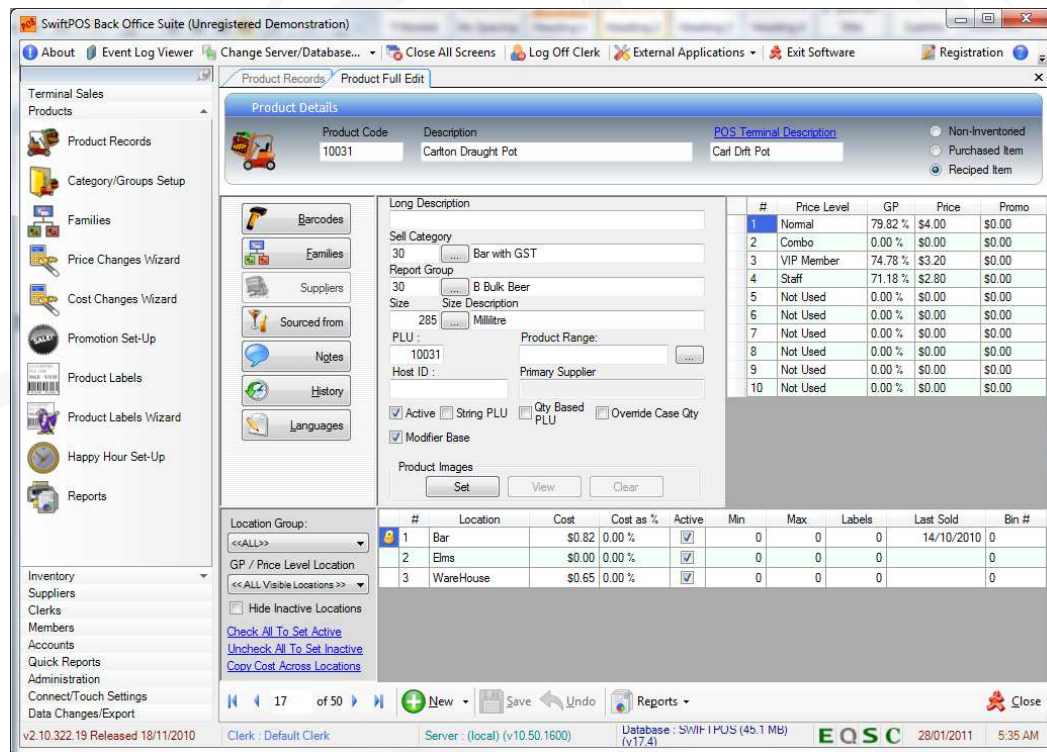 SwiftPOS Back Office Suite (Unregistered Demonstration)
About Event Log Viewer Change Server/Database... Close All Screens Log Off Clerk External Applications Exit Software Registration
Product Records Product Full Edit
Terminal Sales
Products
Product Records
Category/Groups Setup
Families
Price Changes Wizard
Cost Changes Wizard
Promotion Set-Up
Product Labels
Product Labels Wizard
Happy Hour Set-Up
Reports
Inventory
Suppliers
Clerks
Members
Accounts
Quick Reports
Administration
Connect/Touch Settings
Data Changes/Export
Product Details
Product Code Description POS Terminal Description
10031 Carlton Draught Pot Carl Drft Pot
Non-Inventoried
Purchased Item
Reciped Item
Barcodes
Families
Suppliers
Sourced from
Notes
History
Languages
Long Description
Sell Category
30 ... Bar with GST
Report Group
30 ... B Bulk Beer
Size Size Description
285 ... Millilitre
PLU : Product Range:
10031 ...
Host ID : Primary Supplier
Active String PLU Qty Based PLU Override Case Qty
Modifier Base
Product Images
Set View Clear
# Price Level GP Price Promo
1 Normal 79.82 % $4.00 $0.00
2 Combo 0.00 % $0.00 $0.00
3 VIP Member 74.78 % $3.20 $0.00
4 Staff 71.18 % $2.80 $0.00
5 Not Used 0.00 % $0.00 $0.00
6 Not Used 0.00 % $0.00 $0.00
7 Not Used 0.00 % $0.00 $0.00
8 Not Used 0.00 % $0.00 $0.00
9 Not Used 0.00 % $0.00 $0.00
10 Not Used 0.00 % $0.00 $0.00
Location Group:
<<ALL>>
GP / Price Level Location
<< ALL Visible Locations >>
Hide Inactive Locations
Check All To Set Active
Uncheck All To Set Inactive
Copy Cost Across Locations
# Location Cost Cost as % Active Min Max Labels Last Sold Bin #
1 Bar $0.82 0.00 % 0 0 0 14/10/2010 0
2 Elms $0.00 0.00 % 0 0 0 0
3 WareHouse $0.65 0.00 % 0 0 0 0
17 of 50 New Save Undo Reports Close
v2.10.322.19 Released 18/11/2010 Clerk : Default Clerk Server : (local) (v10.50.1600) Database : SWIFTPOS (45.1 MB) (v17.4) E Q S C 28/01/2011 5:35 AM